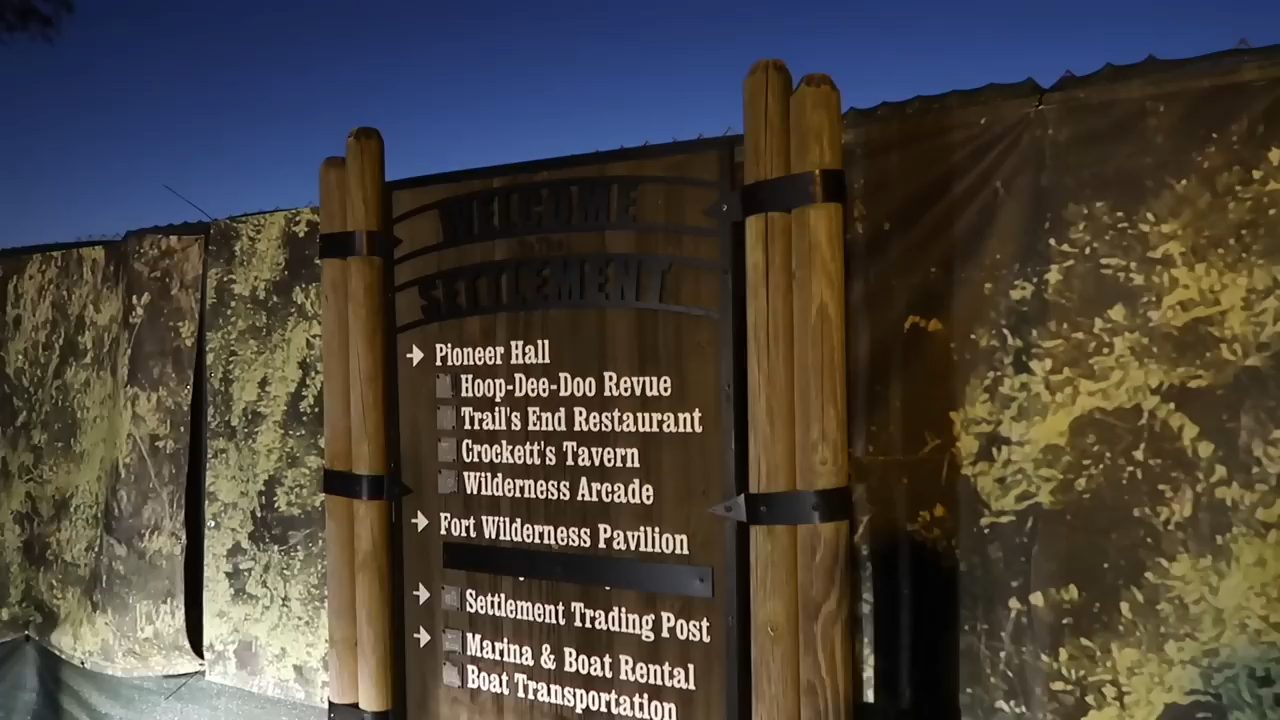 WELCOME
SETTLEMENT
Pioneer Hall
Hoop-Dee-Doo Revue
Trail's End Restaurant
Crockett's Tavern
Wilderness Arcade
Fort Wilderness Pavilion
Settlement Trading Post
Marina & Boat Rental
Boat Transportation